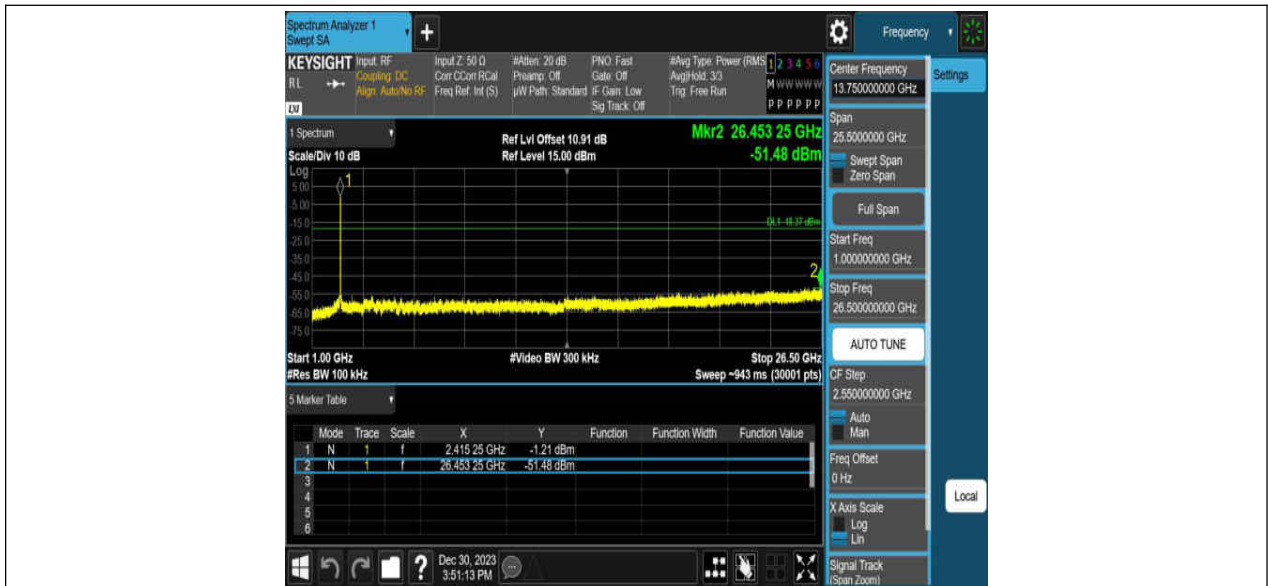 Spectrum Analyzer 1
Swept SA
+
Frequency
KEYSIGHT
RL
LXI
Input: RF
Coupling: DC
Align: Auto/No RF
Input Z: 50 Ω
Corr CCorr RCal
Freq Ref: Int (S)
#Atten: 20 dB
Preamp: Off
µW Path: Standard
PNO: Fast
Gate: Off
IF Gain: Low
Sig Track: Off
#Avg Type: Power (RMS
Avg|Hold: 3/3
Trig: Free Run
1 2 3 4 5 6
M W W W W W
P P P P P P
1 Spectrum
Scale/Div 10 dB
Ref Lvl Offset 10.91 dB
Ref Level 15.00 dBm
Mkr2 26.453 25 GHz
-51.48 dBm
Log
5.00
-5.00
-15.0
-25.0
-35.0
-45.0
-55.0
-65.0
-75.0
1
2
DL1 -18.37 dBm
Start 1.00 GHz
#Res BW 100 kHz
#Video BW 300 kHz
Stop 26.50 GHz
Sweep ~943 ms (30001 pts)
5 Marker Table
Mode Trace Scale X Y Function Function Width Function Value
1 N 1 f 2.415 25 GHz -1.21 dBm
2 N 1 f 26.453 25 GHz -51.48 dBm
3
4
5
6
Dec 30, 2023
3:51:13 PM
Center Frequency
13.750000000 GHz
Span
25.5000000 GHz
Swept Span
Zero Span
Full Span
Start Freq
1.000000000 GHz
Stop Freq
26.500000000 GHz
AUTO TUNE
CF Step
2.550000000 GHz
Auto
Man
Freq Offset
0 Hz
X Axis Scale
Log
Lin
Signal Track
(Span Zoom)
Settings
Local